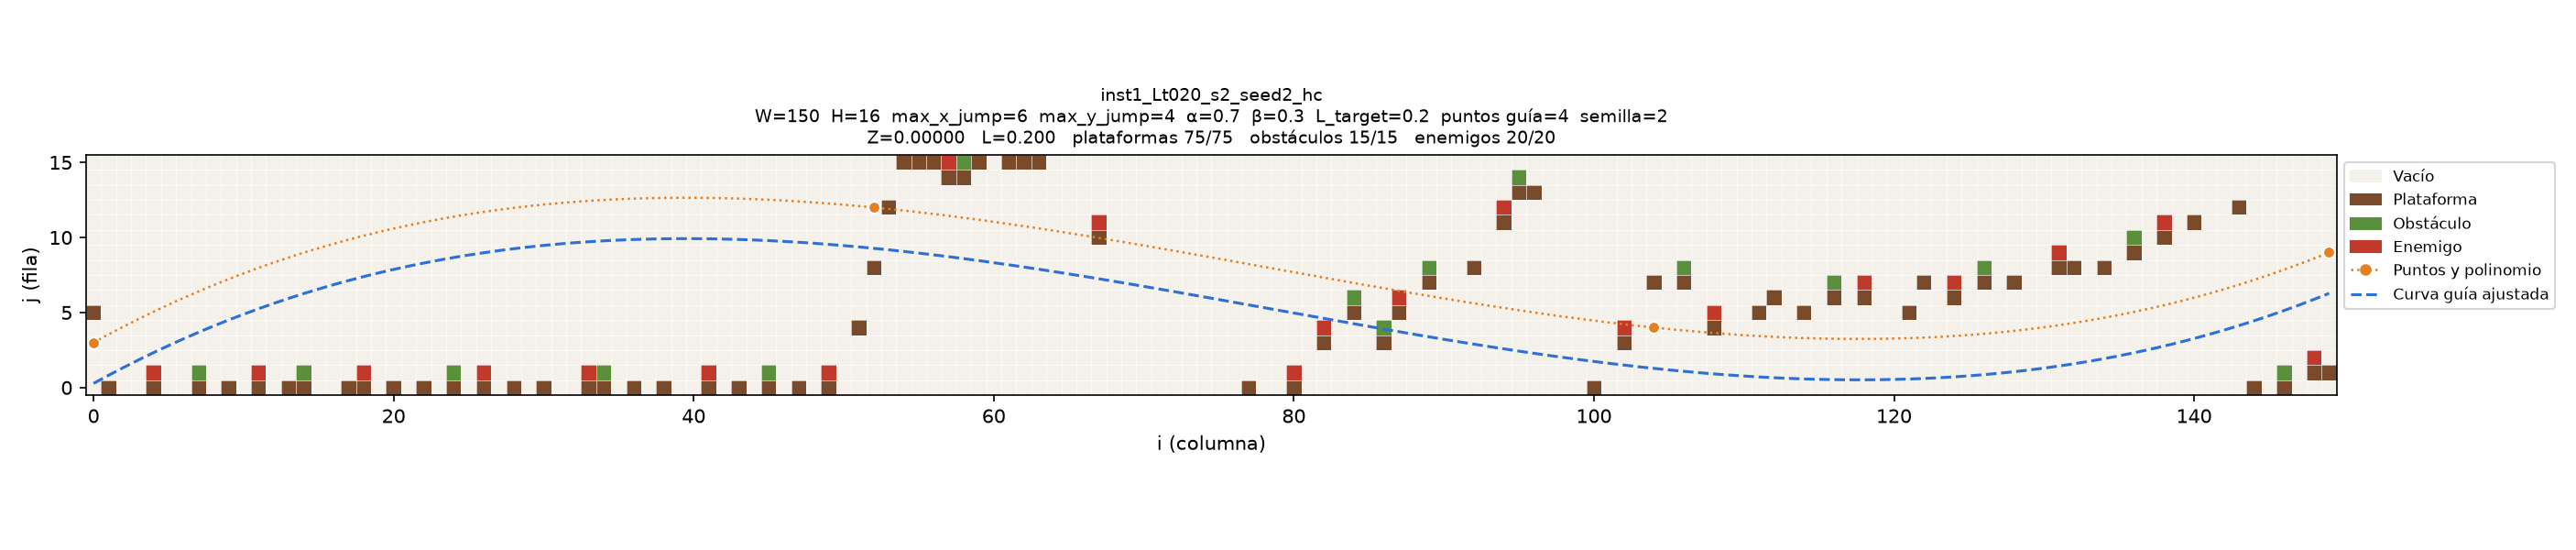 inst1_Lt020_s2_seed2_hc
W=150  H=16  max_x_jump=6  max_y_jump=4  α=0.7  β=0.3  L_target=0.2  puntos guía=4  semilla=2
Z=0.00000   L=0.200   plataformas 75/75   obstáculos 15/15   enemigos 20/20
15
10
5
0
j (fila)
0 20 40 60 80 100 120 140
i (columna)
Vacío
Plataforma
Obstáculo
Enemigo
Puntos y polinomio
Curva guía ajustada